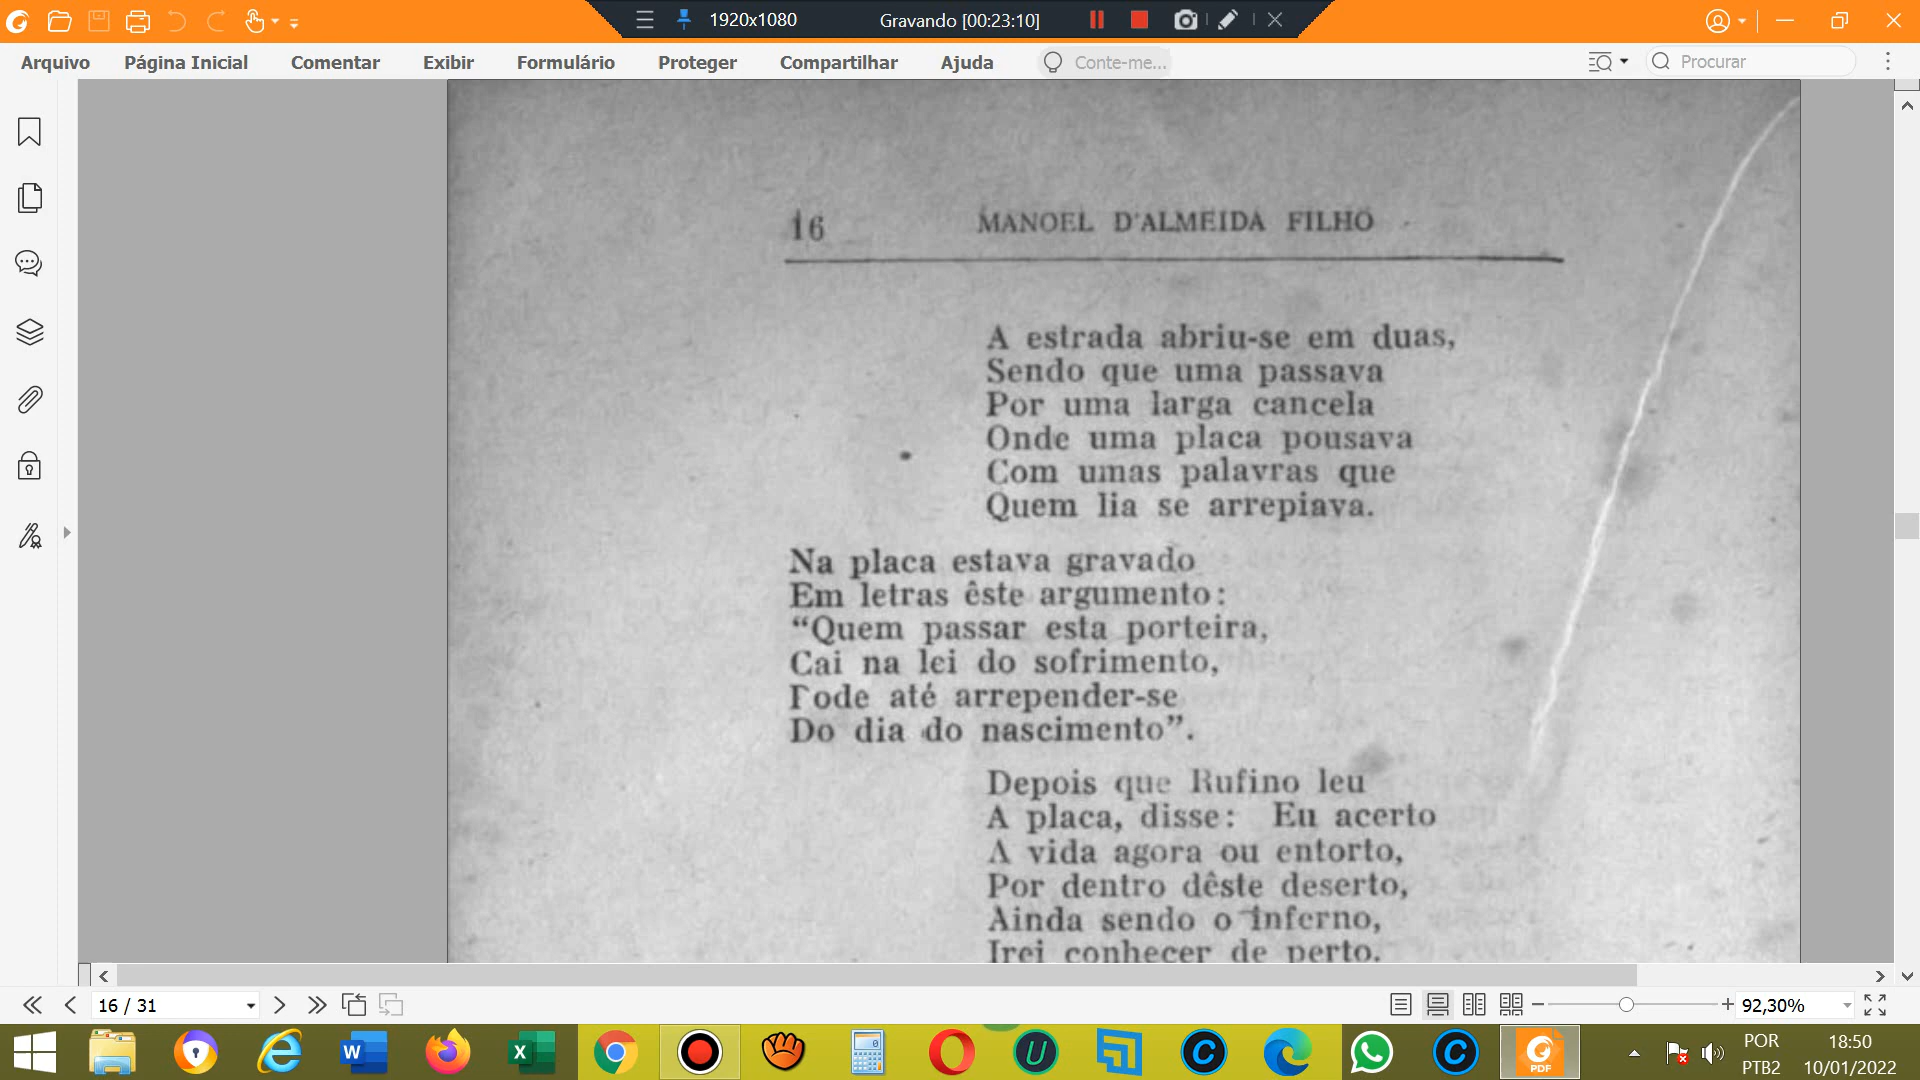 1920x1080
Gravando [00:23:10]
Arquivo Página Inicial Comentar Exibir Formulário Proteger Compartilhar Ajuda Conte-me... Procurar
16 MANOEL D'ALMEIDA FILHO
A estrada abriu-se em duas,
Sendo que uma passava
Por uma larga cancela
Onde uma placa pousava
Com umas palavras que
Quem lia se arrepiava.
Na placa estava gravado
Em letras êste argumento:
“Quem passar esta porteira,
Cai na lei do sofrimento,
Pode até arrepender-se
Do dia do nascimento”.
Depois que Rufino leu
A placa, disse: Eu acerto
A vida agora ou entorto,
Por dentro dêste deserto,
Ainda sendo o inferno,
Irei conhecer de perto.
16 / 31
92,30%
POR
PTB2
18:50
10/01/2022
PDF